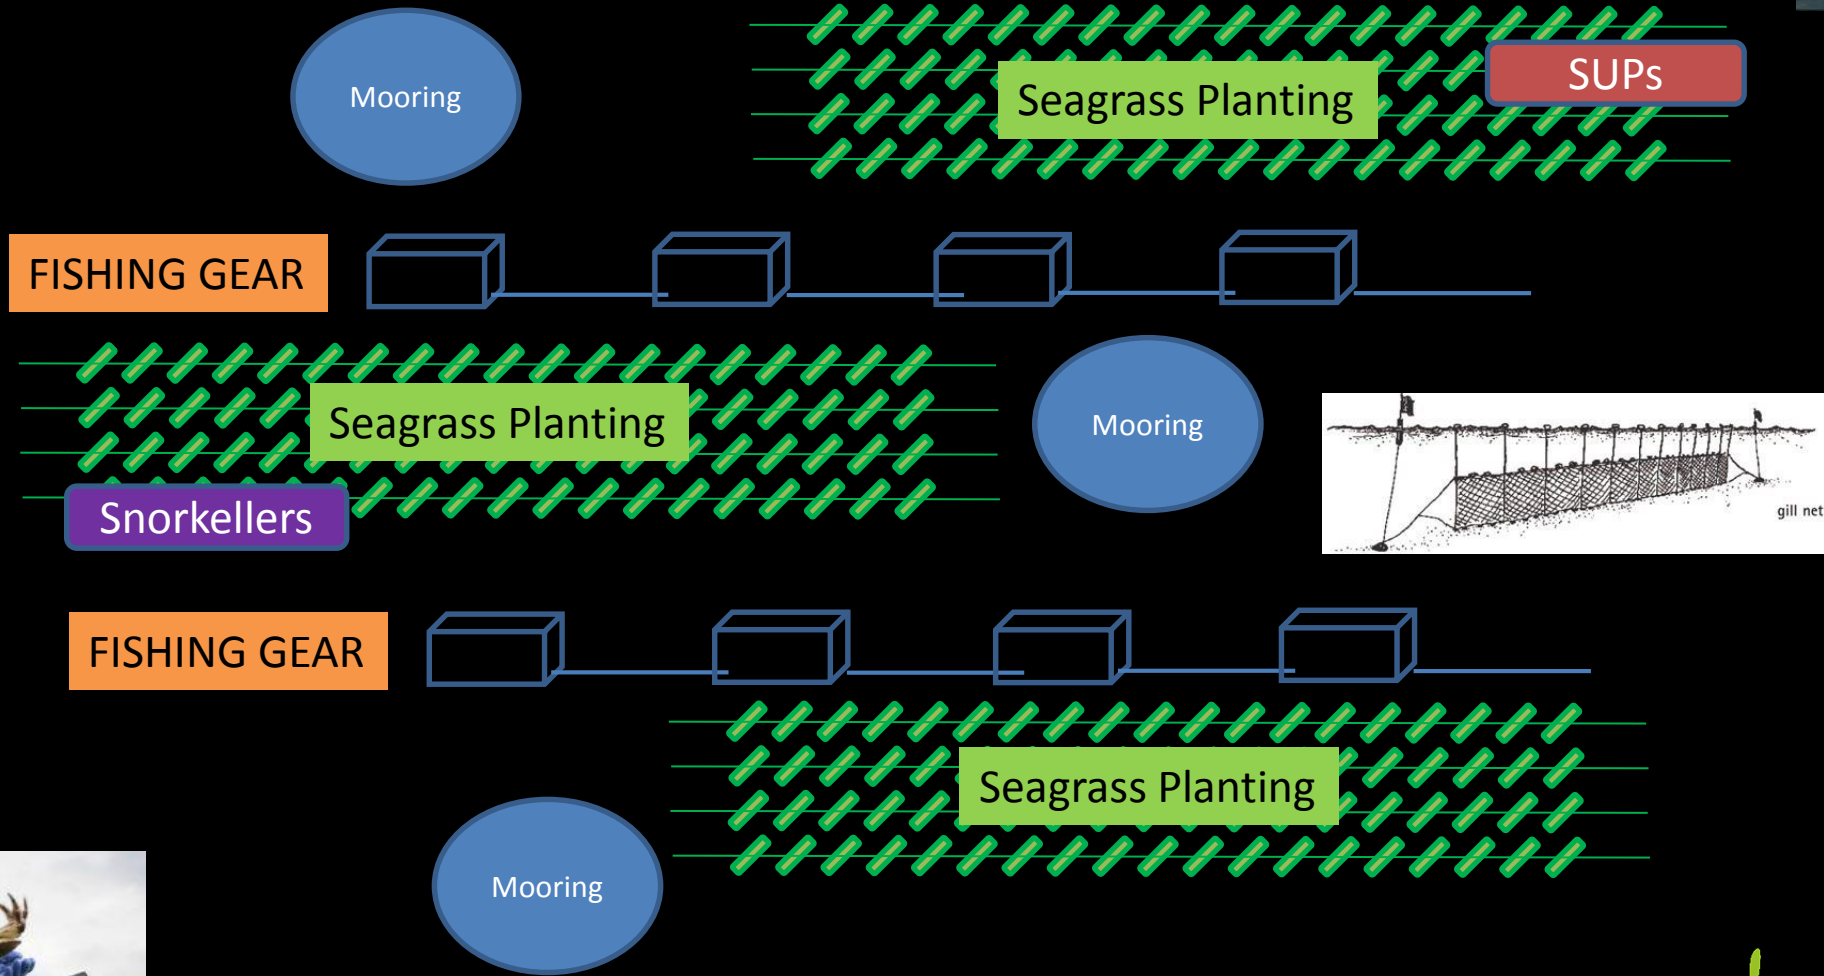 Mooring
SUPs
Seagrass Planting
FISHING GEAR
Seagrass Planting
Mooring
gill net
Snorkellers
FISHING GEAR
Seagrass Planting
Mooring